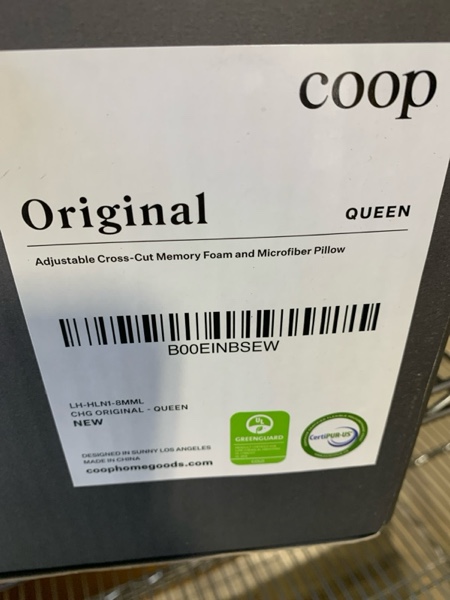 coop
Original
QUEEN
Adjustable Cross-Cut Memory Foam and Microfiber Pillow
B00EINBSEW
LH-HLN1-8MML
CHG ORIGINAL - QUEEN
NEW
DESIGNED IN SUNNY LOS ANGELES
MADE IN CHINA
coophomegoods.com
UL
GREENGUARD
CertiPUR-US